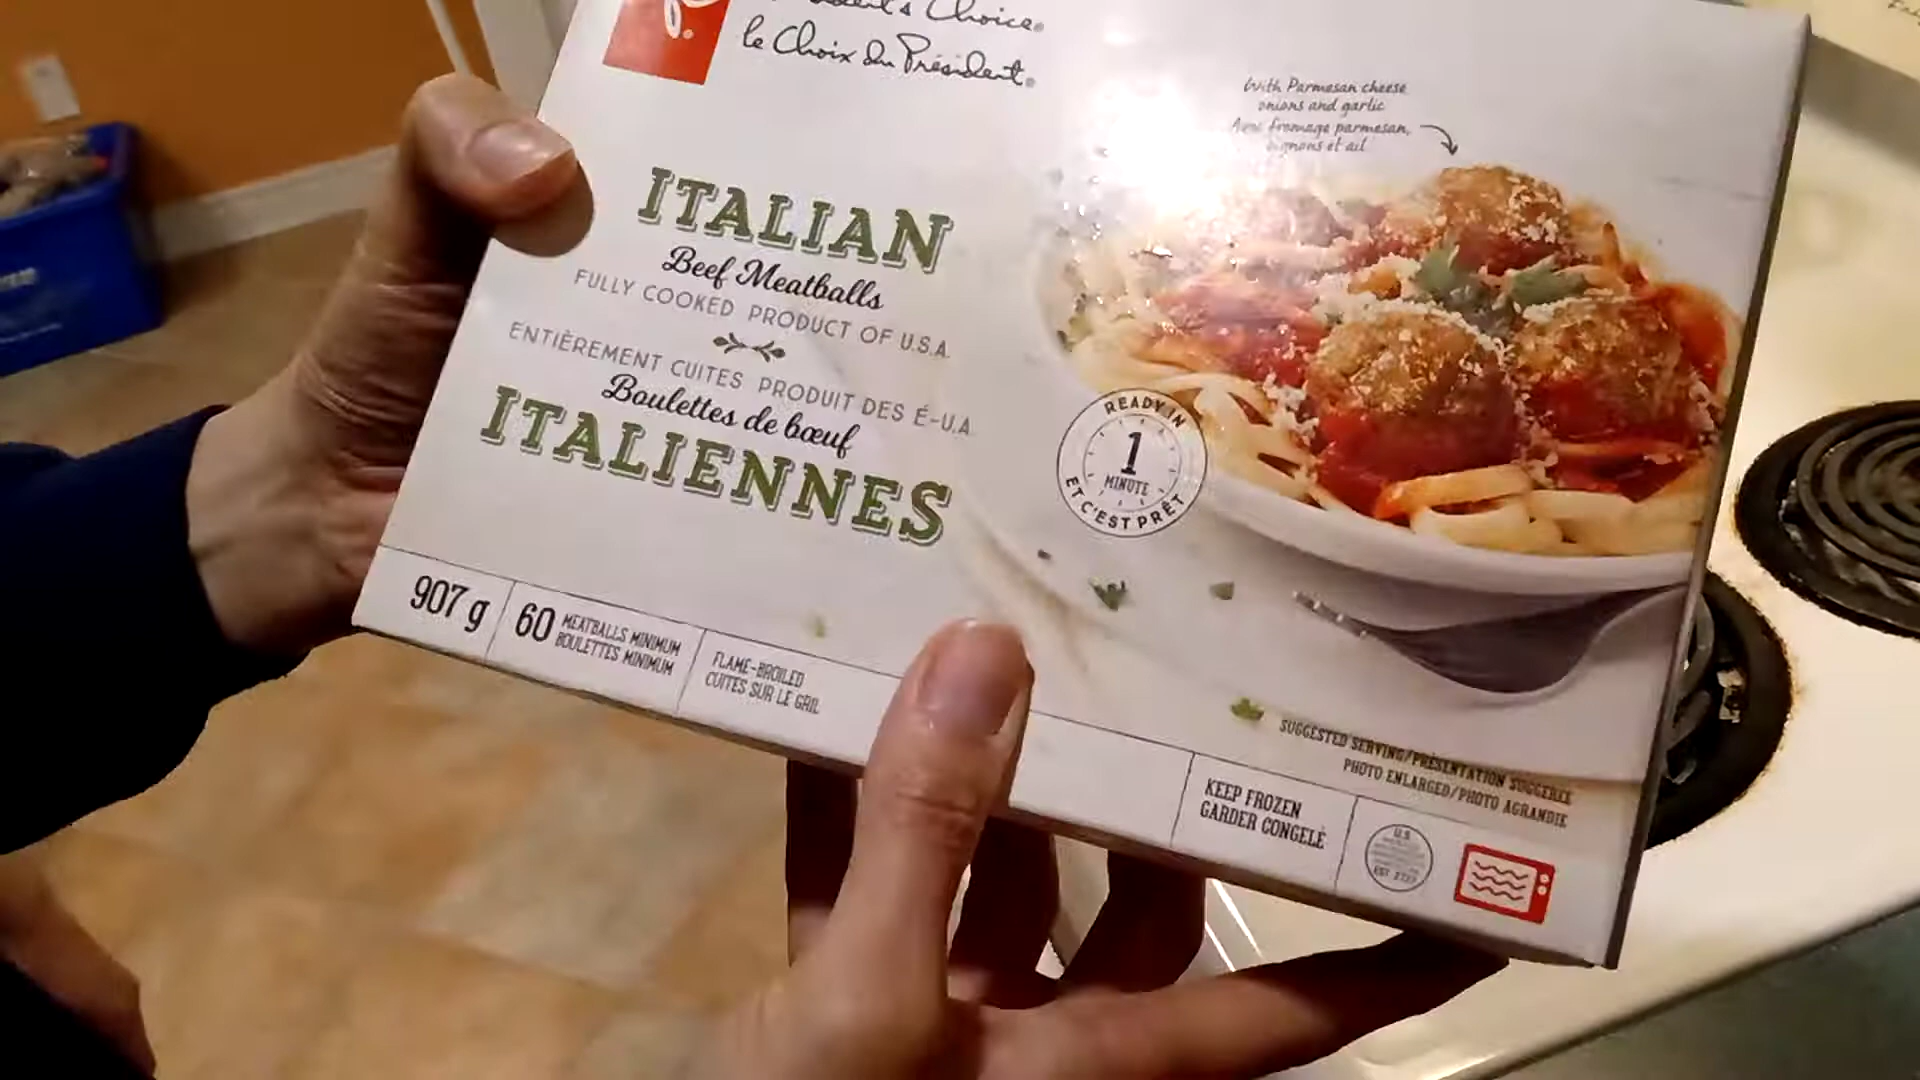 Choice®
le Choix du Président®
With Parmesan cheese
onions and garlic
Avec fromage parmesan,
oignons et ail
ITALIAN
Beef Meatballs
FULLY COOKED PRODUCT OF U.S.A.
ENTIÈREMENT CUITES PRODUIT DES É-U.A.
Boulettes de bœuf
ITALIENNES
READY IN
1
MINUTE
ET C'EST PRÊT
907 g
60 MEATBALLS MINIMUM
BOULETTES MINIMUM
FLAME-BROILED
CUITES SUR LE GRIL
SUGGESTED SERVING/PRÉSENTATION SUGGÉRÉE
PHOTO ENLARGED/PHOTO AGRANDIE
KEEP FROZEN
GARDER CONGELÉ
U.S.